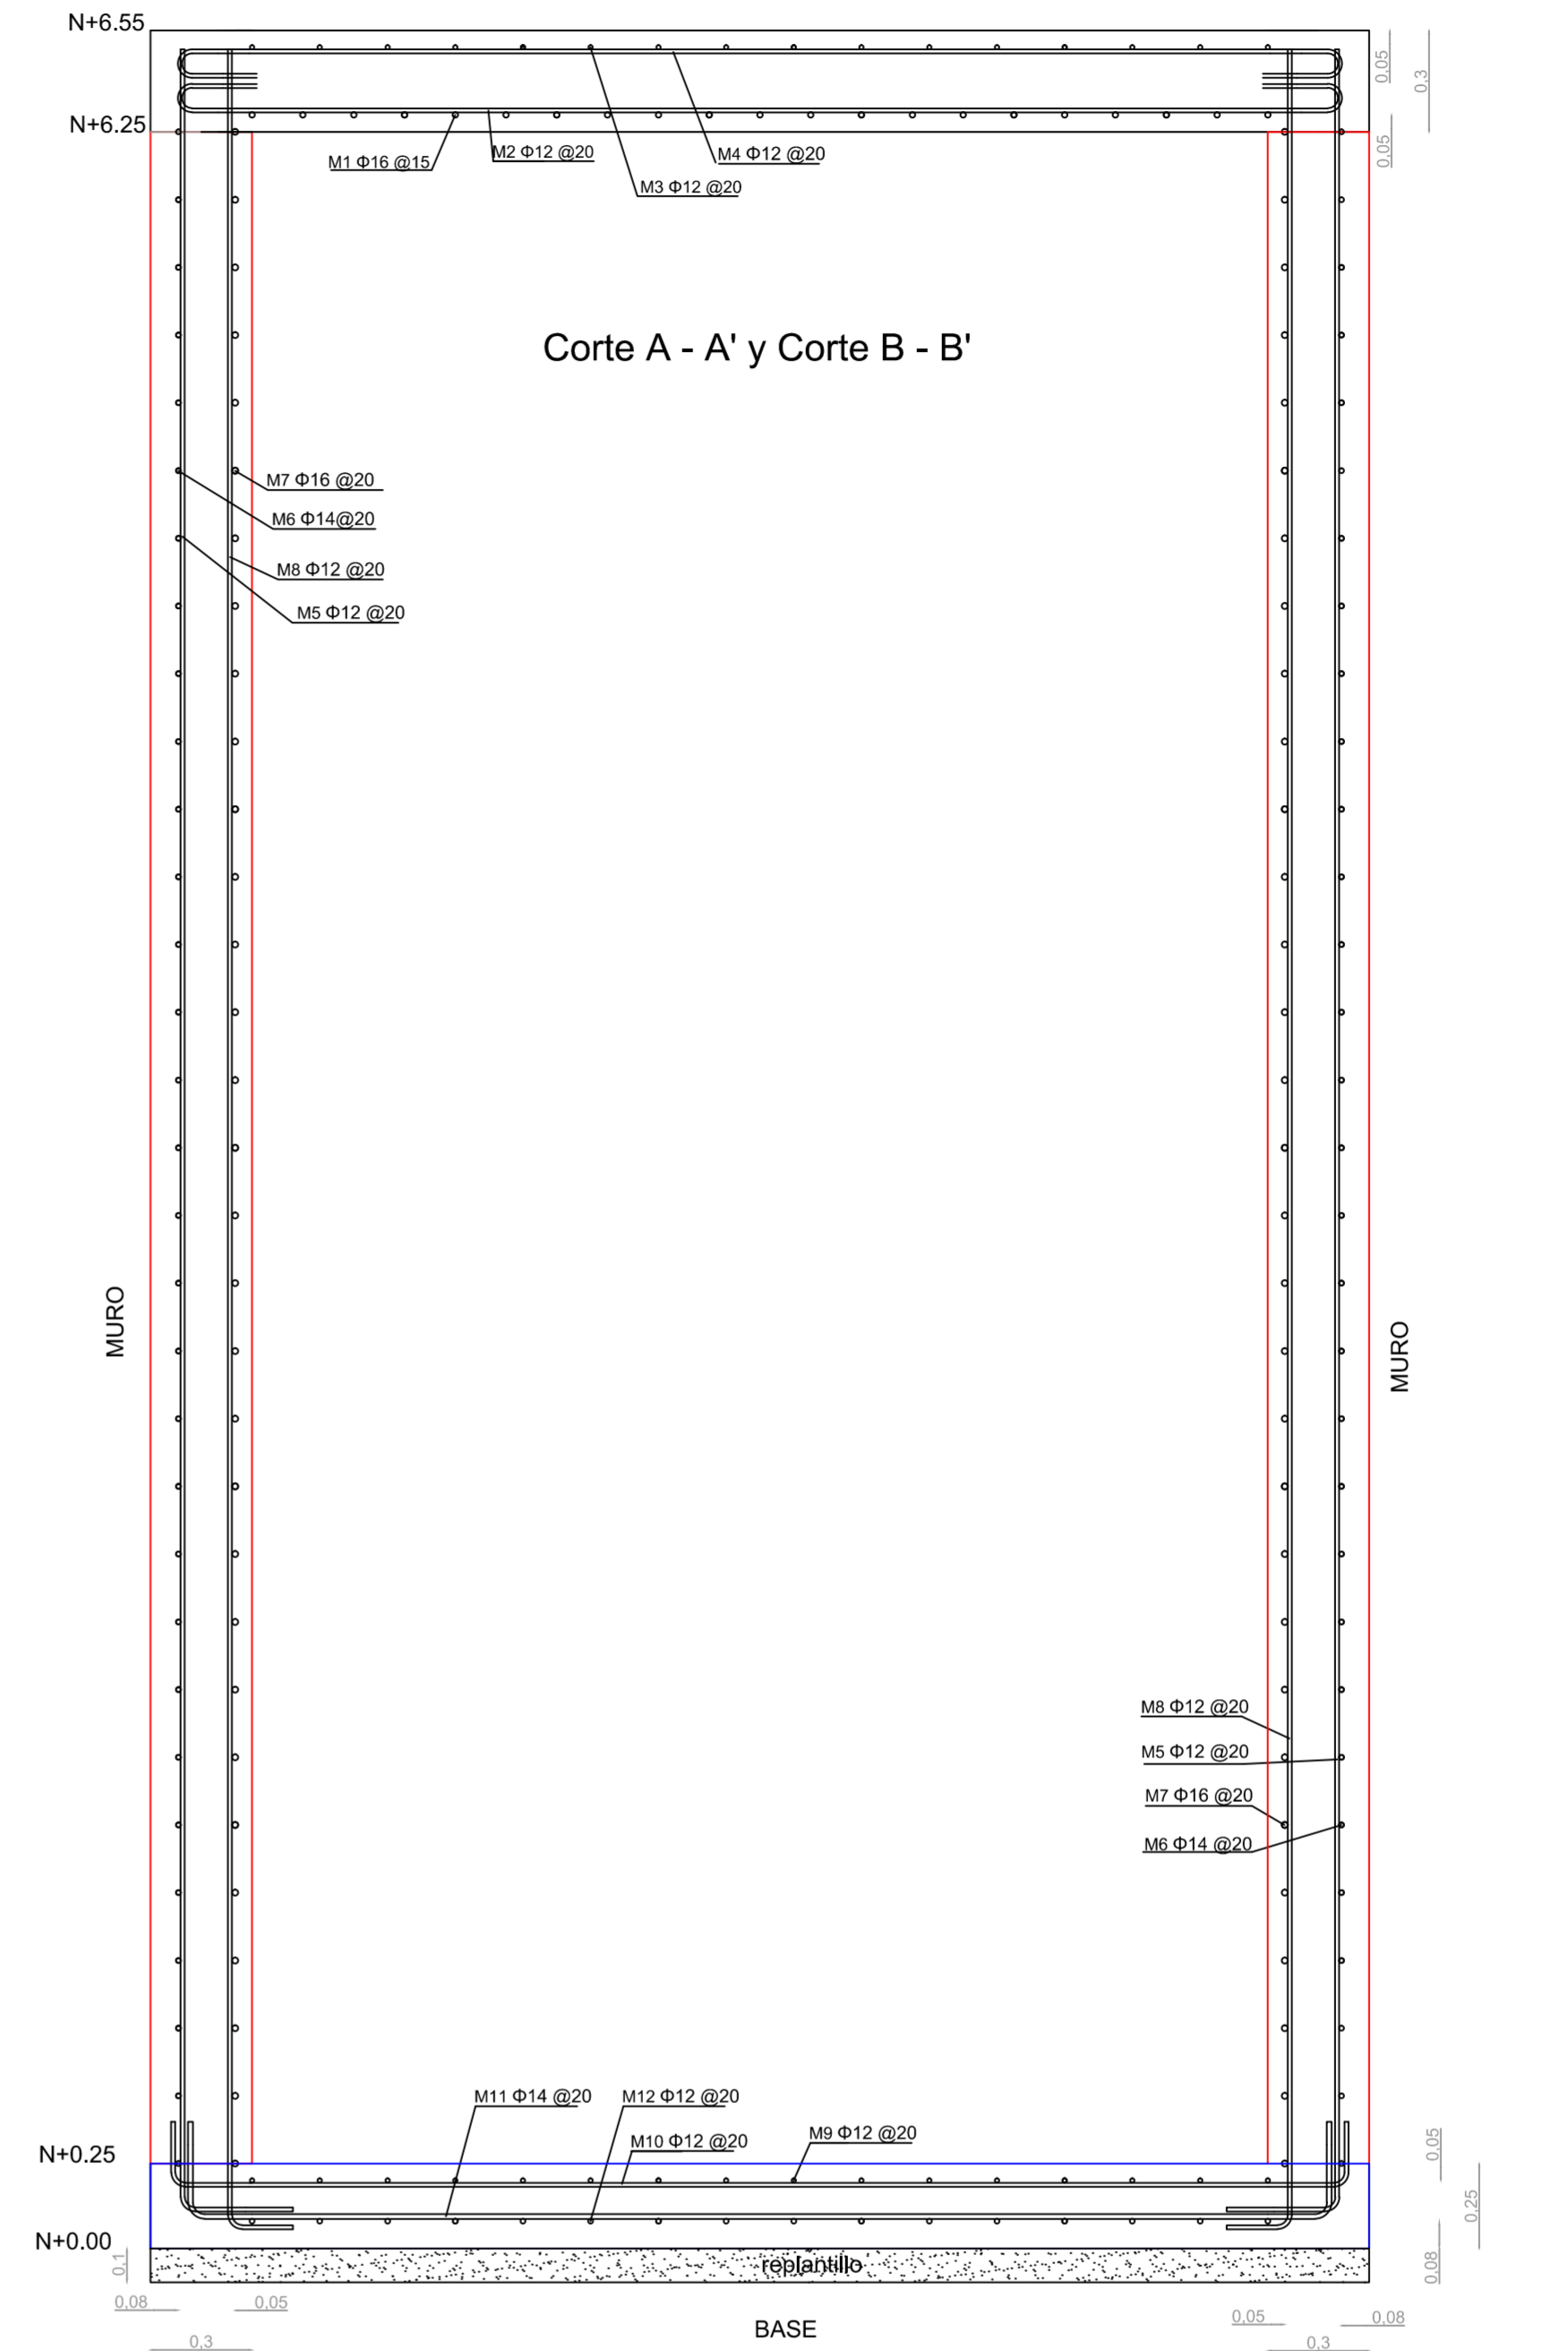 N+6.55
0,05
0,3
N+6.25
0,05
M1 Φ16 @15
M2 Φ12 @20
M4 Φ12 @20
M3 Φ12 @20
Corte A - A' y Corte B - B'
M7 Φ16 @20
M6 Φ14@20
M8 Φ12 @20
M5 Φ12 @20
MURO
MURO
M8 Φ12 @20
M5 Φ12 @20
M7 Φ16 @20
M6 Φ14 @20
M11 Φ14 @20
M12 Φ12 @20
M10 Φ12 @20
M9 Φ12 @20
N+0.25
0,05
0,25
N+0.00
0,1
replantillo
0,08
0,08
0,05
BASE
0,05
0,08
0,3
0,3